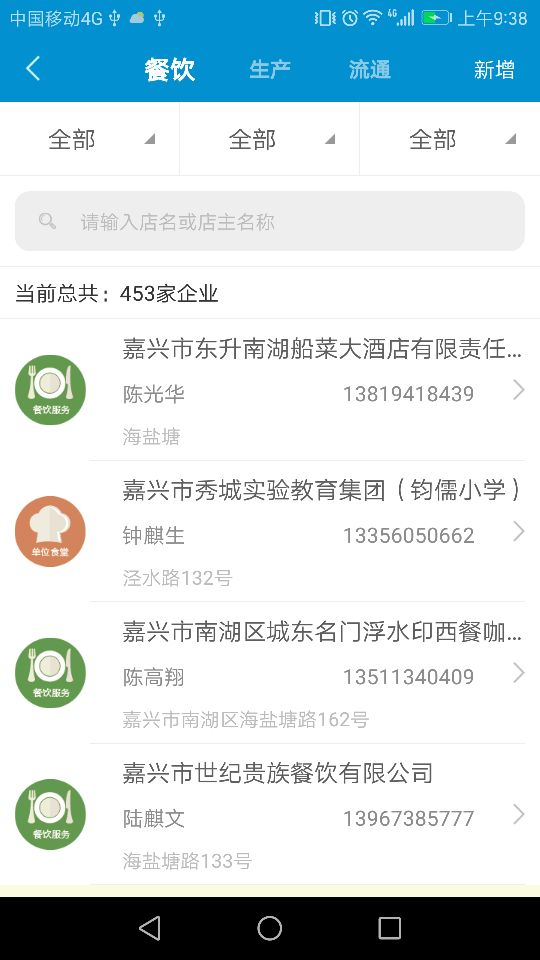 中国移动4G 4G 上午9:38
餐饮 生产 流通 新增
全部 全部 全部
请输入店名或店主名称
当前总共：453家企业
嘉兴市东升南湖船菜大酒店有限责任...
餐饮服务
陈光华 13819418439
海盐塘
嘉兴市秀城实验教育集团（钧儒小学）
单位食堂
钟麒生 13356050662
泾水路132号
嘉兴市南湖区城东名门浮水印西餐咖...
餐饮服务
陈高翔 13511340409
嘉兴市南湖区海盐塘路162号
嘉兴市世纪贵族餐饮有限公司
餐饮服务
陆麒文 13967385777
海盐塘路133号